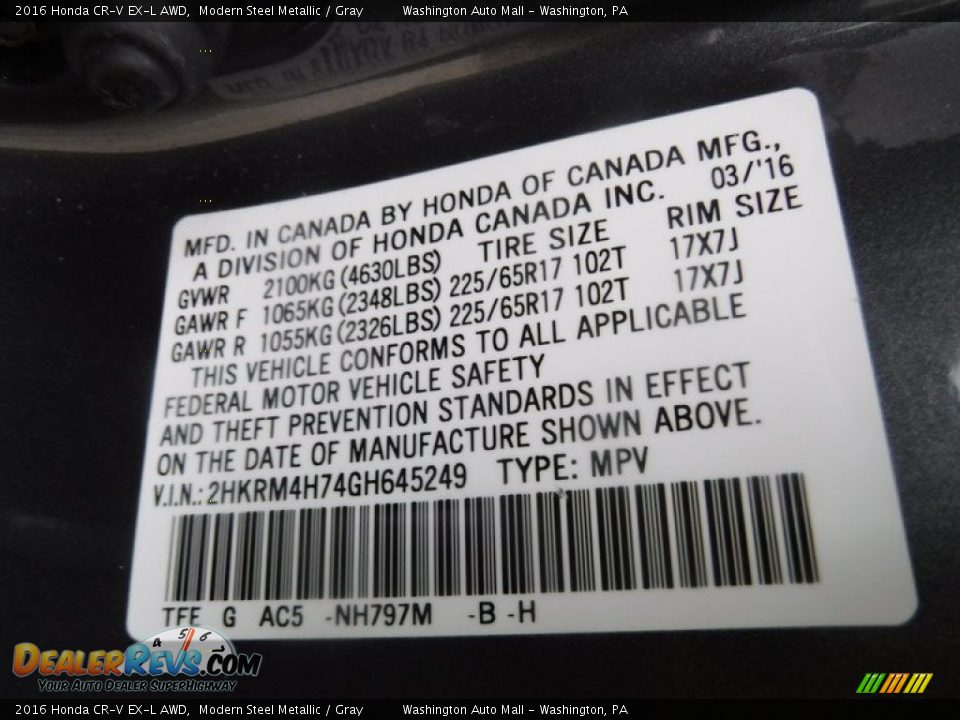 2016 Honda CR-V EX-L AWD, Modern Steel Metallic / Gray Washington Auto Mall - Washington, PA
MFD. IN CANADA BY HONDA OF CANADA MFG.,
A DIVISION OF HONDA CANADA INC. 03/'16
GVWR 2100KG (4630LBS) TIRE SIZE RIM SIZE
GAWR F 1065KG (2348LBS) 225/65R17 102T 17X7J
GAWR R 1055KG (2326LBS) 225/65R17 102T 17X7J
THIS VEHICLE CONFORMS TO ALL APPLICABLE
FEDERAL MOTOR VEHICLE SAFETY
AND THEFT PREVENTION STANDARDS IN EFFECT
ON THE DATE OF MANUFACTURE SHOWN ABOVE.
V.I.N.: 2HKRM4H74GH645249 TYPE: MPV
TFE G AC5 -NH797M -B -H
4 5 6
DEALERREVS.COM
YOUR AUTO DEALER SUPERHIGHWAY
2016 Honda CR-V EX-L AWD, Modern Steel Metallic / Gray Washington Auto Mall - Washington, PA